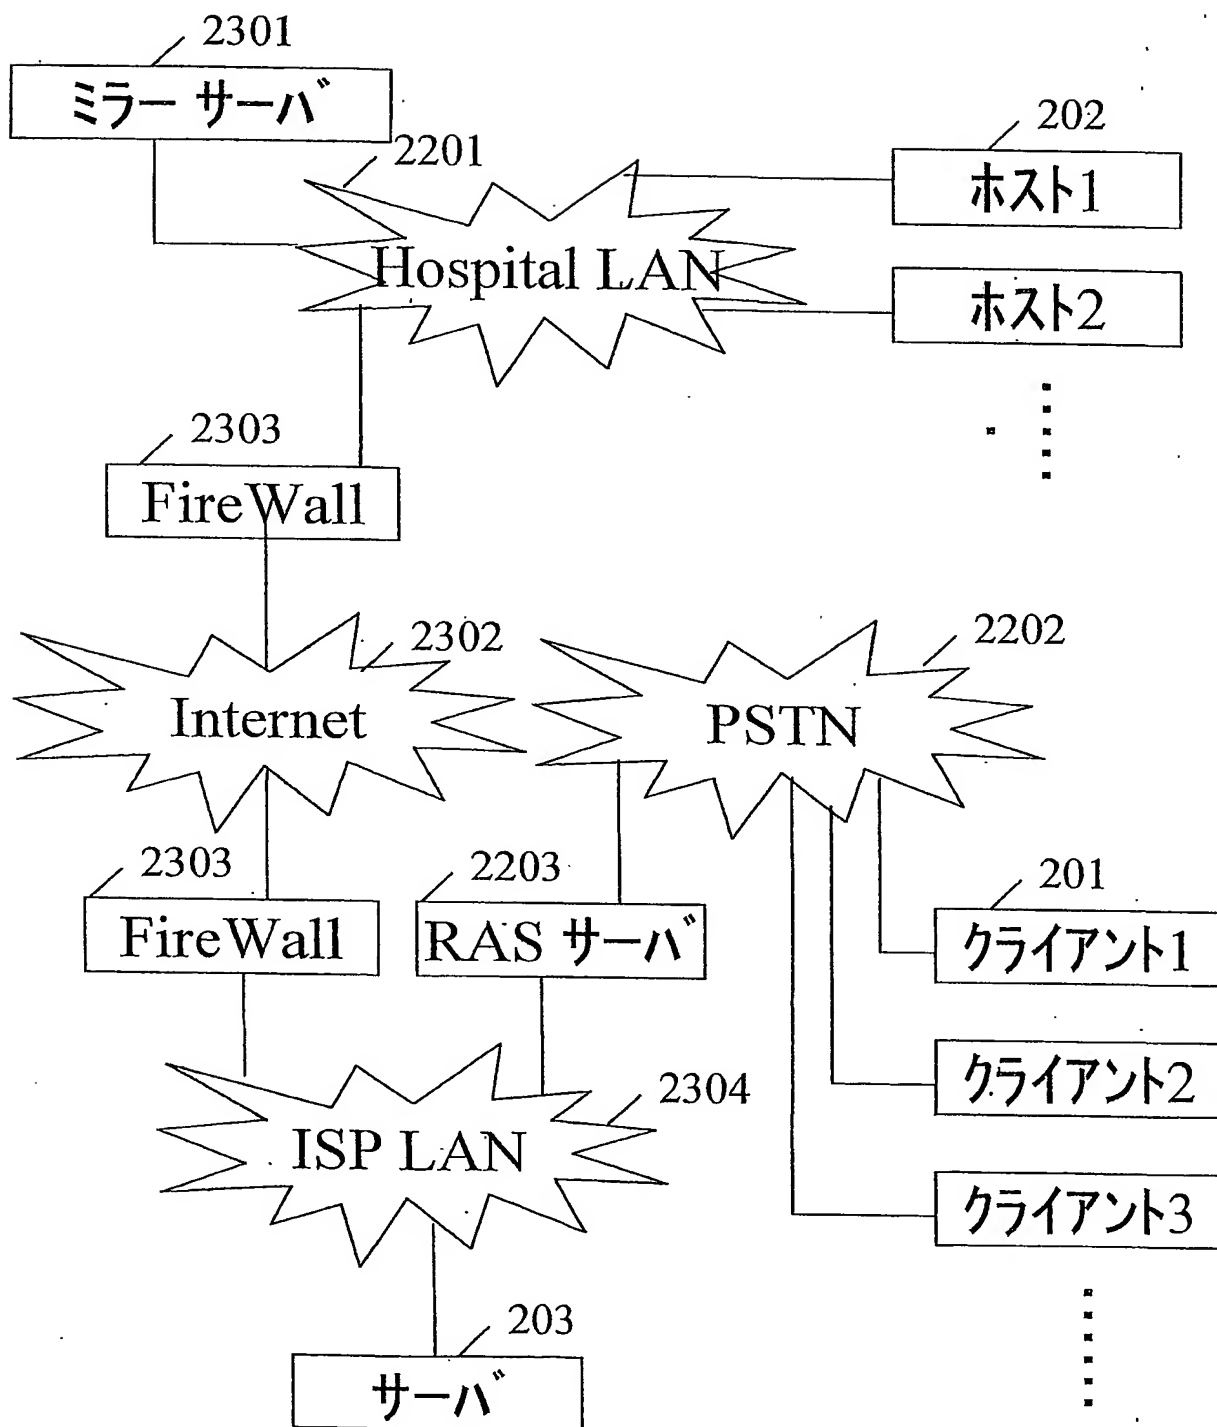 2301
ミラー サーバ
2201
202
ホスト1
Hospital LAN
ホスト2
2303
FireWall
2302
2202
Internet
PSTN
2303
2203
201
FireWall
RAS サーバ
クライアント1
クライアント2
2304
ISP LAN
クライアント3
203
サーバ